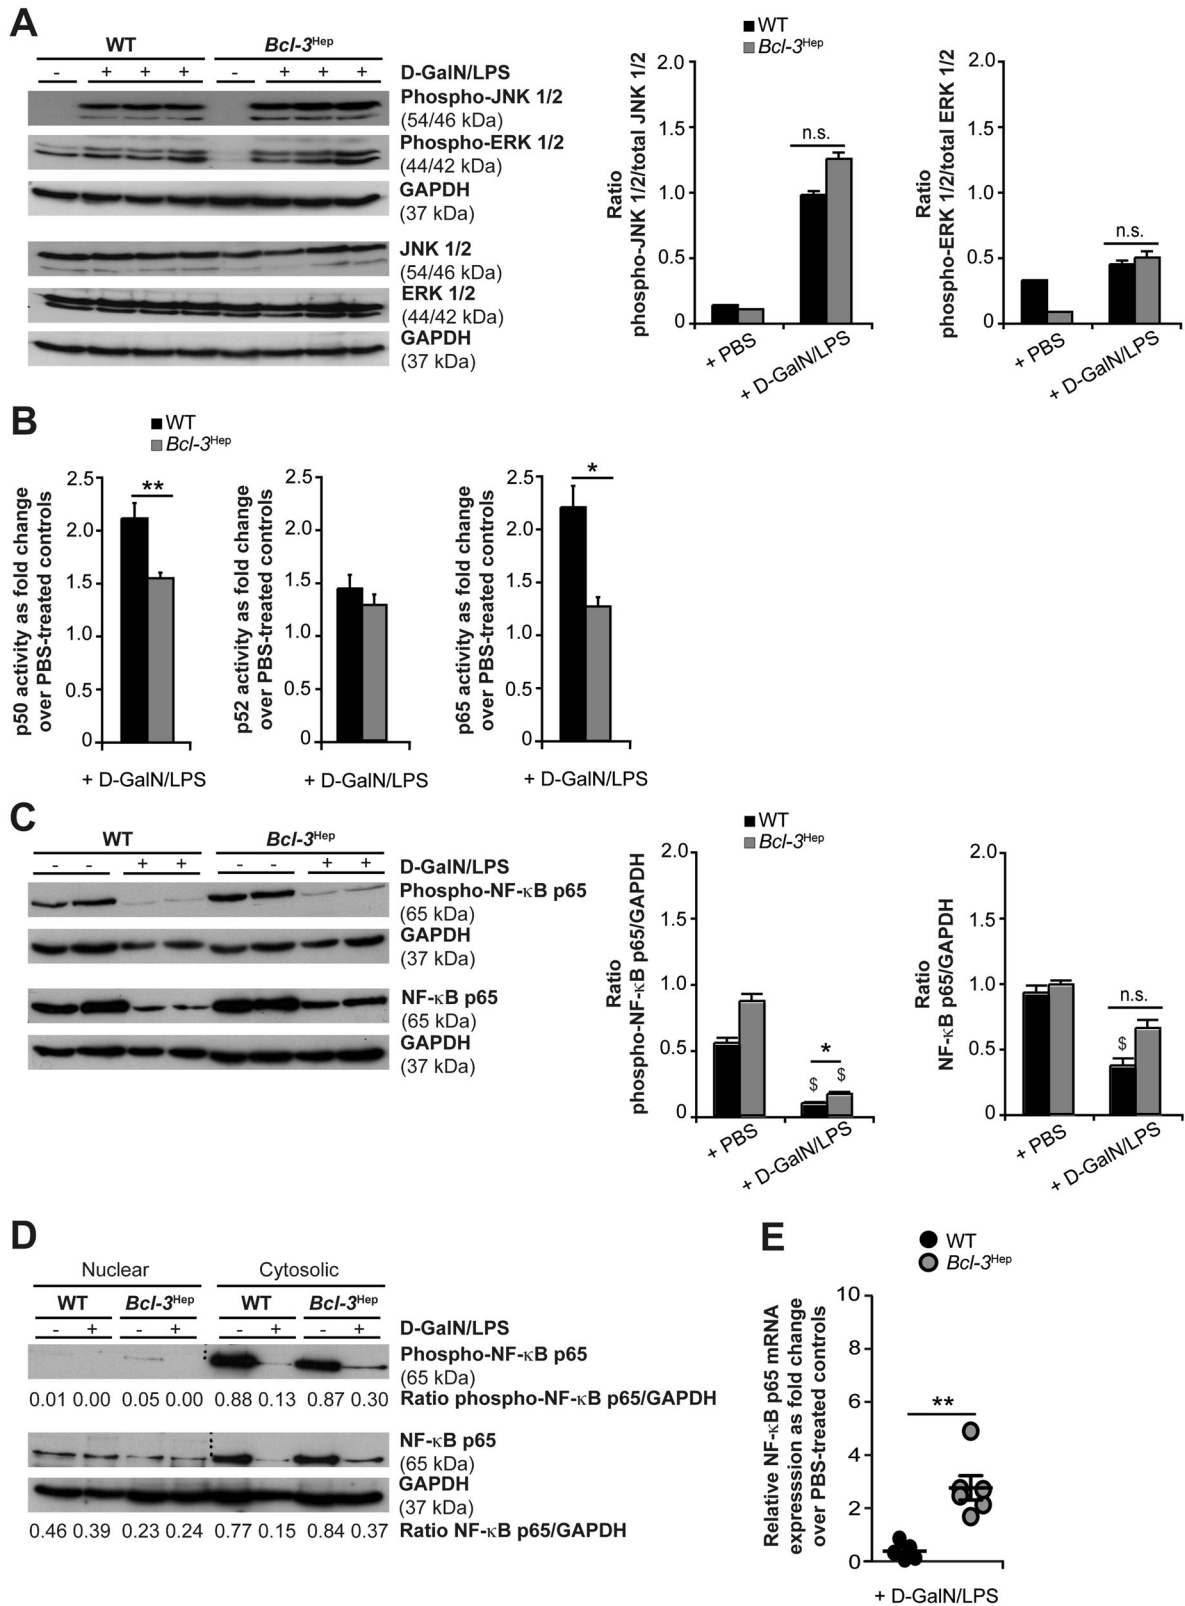 A
WT
Bcl-3Hep
- + + + - + + + D-GalN/LPS
Phospho-JNK 1/2
(54/46 kDa)
Phospho-ERK 1/2
(44/42 kDa)
GAPDH
(37 kDa)
JNK 1/2
(54/46 kDa)
ERK 1/2
(44/42 kDa)
GAPDH
(37 kDa)
WT
Bcl-3Hep
Ratio
phospho-JNK 1/2/total JNK 1/2
2.0
1.5
1.0
0.5
0
n.s.
+ PBS
+ D-GalN/LPS
Ratio
phospho-ERK 1/2/total ERK 1/2
2.0
1.5
1.0
0.5
0
n.s.
+ PBS
+ D-GalN/LPS
B
WT
Bcl-3Hep
p50 activity as fold change
over PBS-treated controls
2.5
2.0
1.5
1.0
0.5
0
**
+ D-GalN/LPS
p52 activity as fold change
over PBS-treated controls
2.5
2.0
1.5
1.0
0.5
0
+ D-GalN/LPS
p65 activity as fold change
over PBS-treated controls
2.5
2.0
1.5
1.0
0.5
0
*
+ D-GalN/LPS
C
WT
Bcl-3Hep
- - + + - - + + D-GalN/LPS
Phospho-NF-κB p65
(65 kDa)
GAPDH
(37 kDa)
NF-κB p65
(65 kDa)
GAPDH
(37 kDa)
WT
Bcl-3Hep
Ratio
phospho-NF-κB p65/GAPDH
2.0
1.5
1.0
0.5
0
*
$ $
+ PBS
+ D-GalN/LPS
Ratio
NF-κB p65/GAPDH
2.0
1.5
1.0
0.5
0
n.s.
$
+ PBS
+ D-GalN/LPS
D
Nuclear Cytosolic
WT Bcl-3Hep WT Bcl-3Hep
- + - + - + - + D-GalN/LPS
Phospho-NF-κB p65
(65 kDa)
0.01 0.00 0.05 0.00 0.88 0.13 0.87 0.30 Ratio phospho-NF-κB p65/GAPDH
NF-κB p65
(65 kDa)
GAPDH
(37 kDa)
0.46 0.39 0.23 0.24 0.77 0.15 0.84 0.37 Ratio NF-κB p65/GAPDH
E
WT
Bcl-3Hep
Relative NF-κB p65 mRNA
expression as fold change
over PBS-treated controls
10
8
6
4
2
0
**
+ D-GalN/LPS